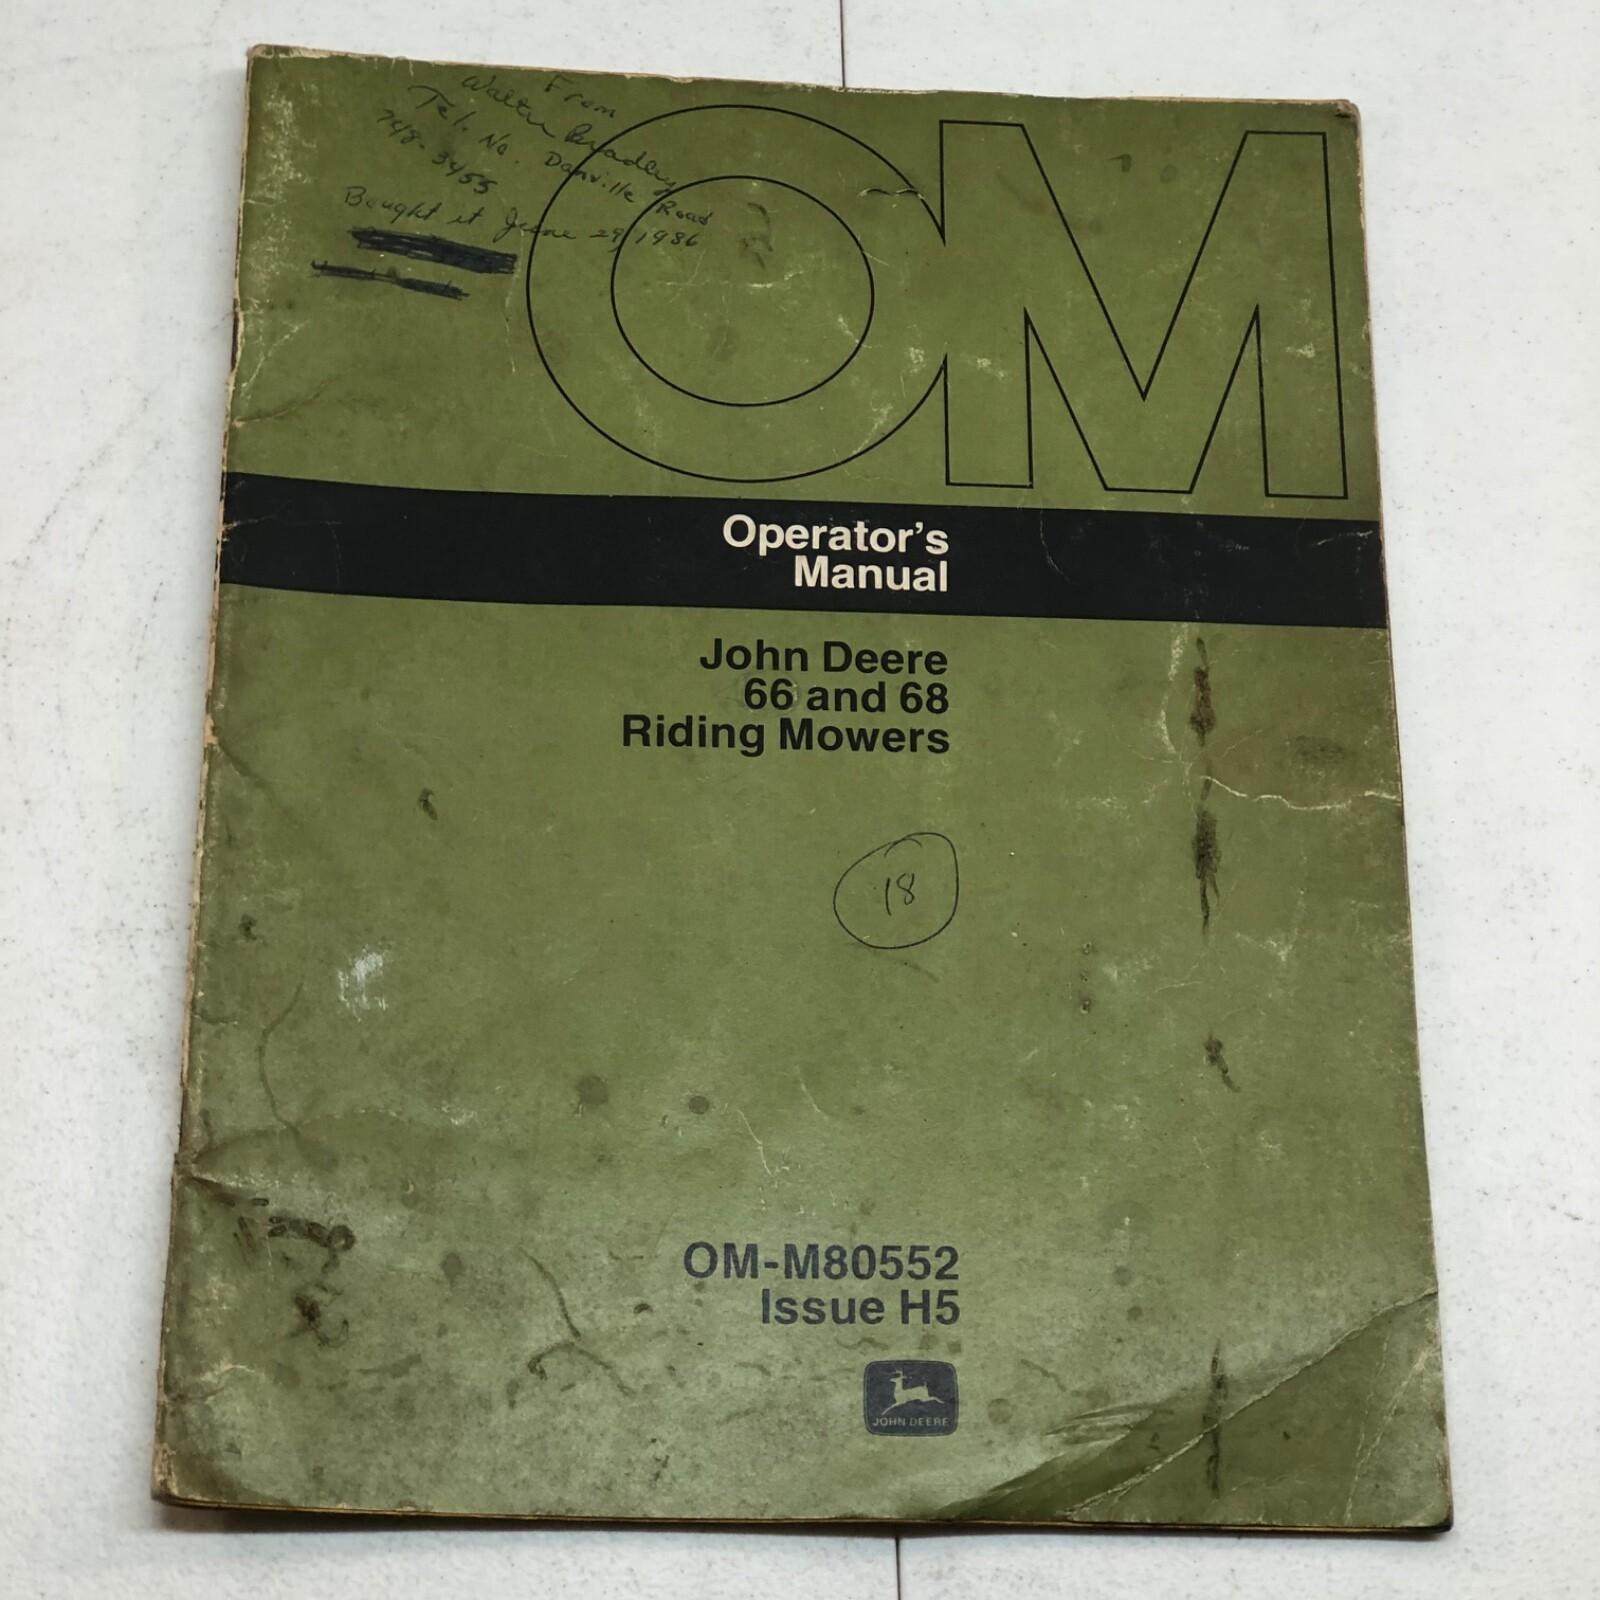 From
Walter Bradley
Tel. No. Danville Road
748-3455
Bought it June 29, 1986
OM
Operator's
Manual
John Deere
66 and 68
Riding Mowers
18
OM-M80552
Issue H5
JOHN DEERE